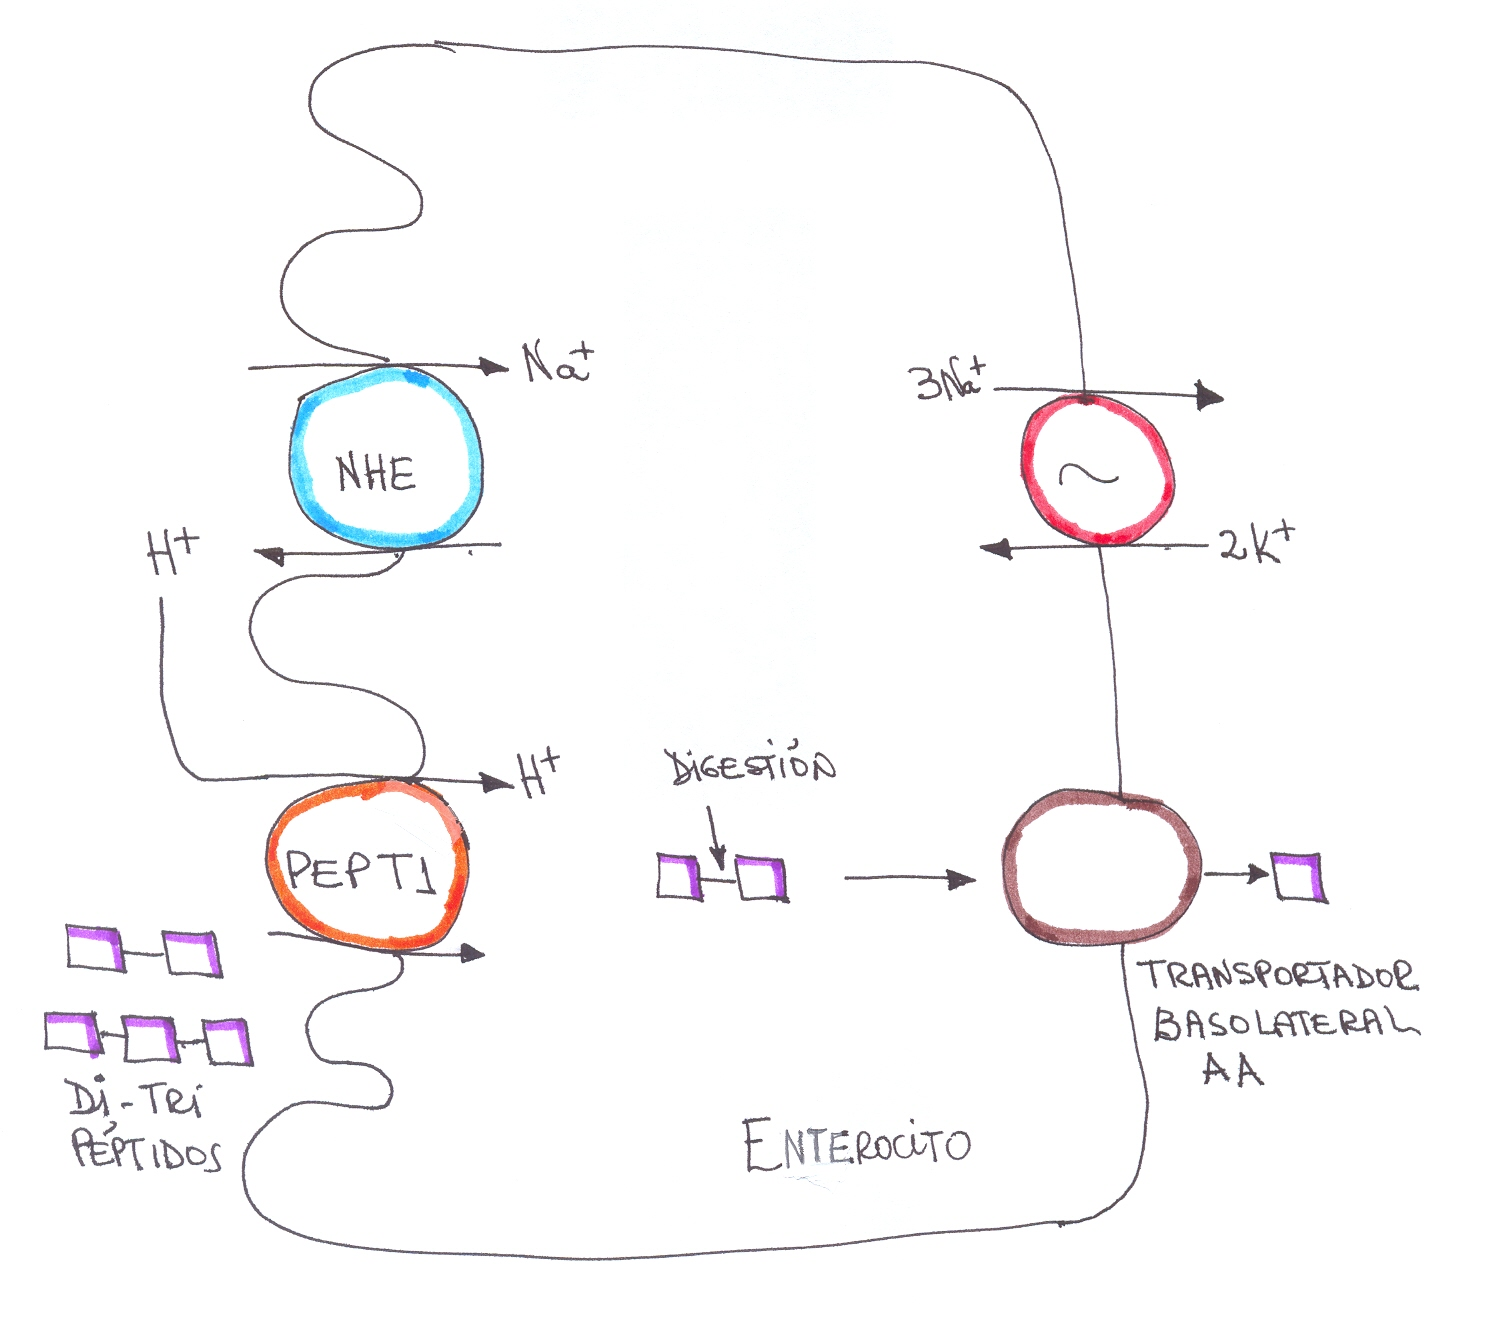 Na⁺
3Na⁺
NHE
~
H⁺
2K⁺
DiGESTiÓN
H⁺
PEPT1
TRANSPORTADOR
BASOLATERAL
AA
Di-TRi
PÉPTIDOS
ENTEROCiTO